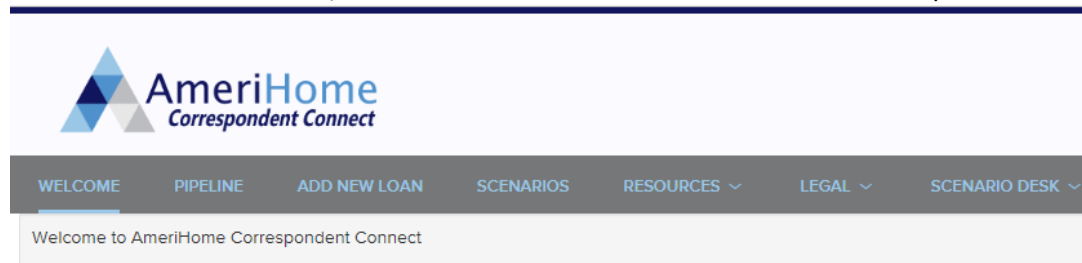 AmeriHome
Correspondent Connect
WELCOME PIPELINE ADD NEW LOAN SCENARIOS RESOURCES LEGAL SCENARIO DESK
Welcome to AmeriHome Correspondent Connect